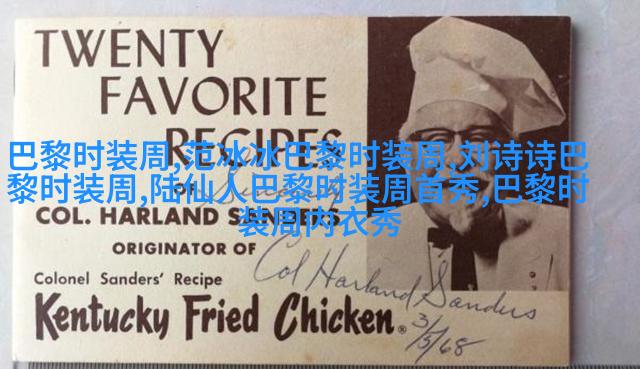 TWENTY
FAVORITE
RECIPES
巴黎时装周,范冰冰巴黎时装周,刘诗诗巴
黎时装周,陆仙人巴黎时装周首秀,巴黎时
装周内衣秀
OF
COL. HARLAND SANDERS
ORIGINATOR OF
Colonel Sanders' Recipe
Kentucky Fried Chicken®
Col Harland Sanders
3/5/68